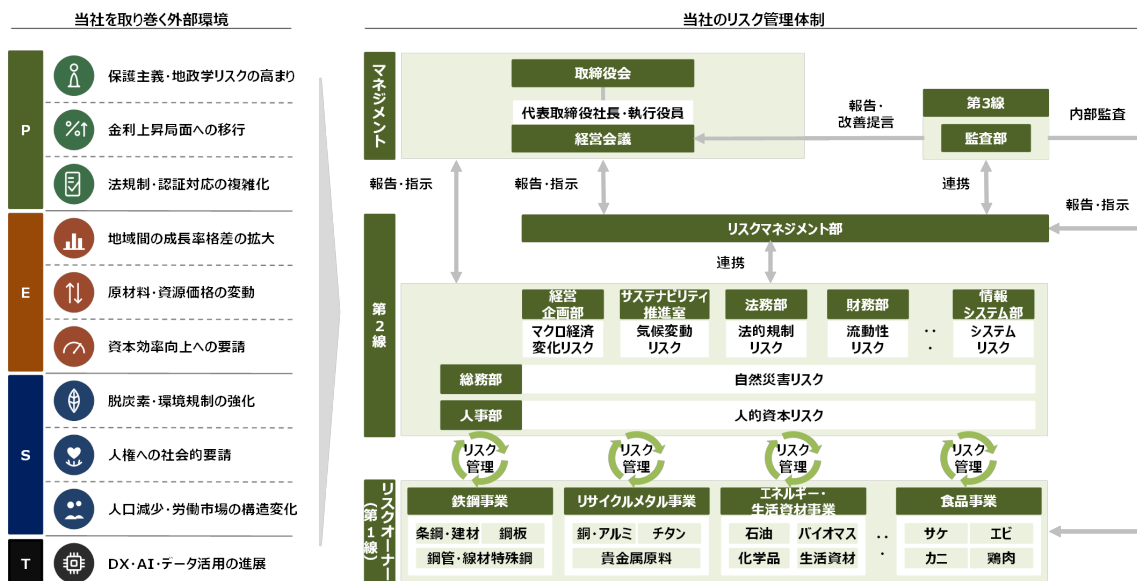 当社を取り巻く外部環境
P
保護主義・地政学リスクの高まり
金利上昇局面への移行
法規制・認証対応の複雑化
E
地域間の成長率格差の拡大
原材料・資源価格の変動
資本効率向上への要請
S
脱炭素・環境規制の強化
人権への社会的要請
人口減少・労働市場の構造変化
T
DX・AI・データ活用の進展
当社のリスク管理体制
マネジメント
取締役会
代表取締役社長・執行役員
経営会議
報告・
改善提言
第3線
監査部
内部監査
報告・指示
報告・指示
連携
報告・指示
リスクマネジメント部
連携
第2線
経営
企画部
マクロ経済
変化リスク
サステナビリティ
推進室
気候変動
リスク
法務部
法的規制
リスク
財務部
流動性
リスク
・・
・
情報
システム部
システム
リスク
総務部
自然災害リスク
人事部
人的資本リスク
リスク
管理
リスク
管理
リスク
管理
リスク
管理
リスクオーナー
(第1線)
鉄鋼事業
条鋼・建材
鋼板
鋼管・線材特殊鋼
リサイクルメタル事業
銅・アルミ
チタン
貴金属原料
エネルギー・
生活資材事業
石油
バイオマス
化学品
生活資材
・・
・
食品事業
サケ
エビ
カニ
鶏肉